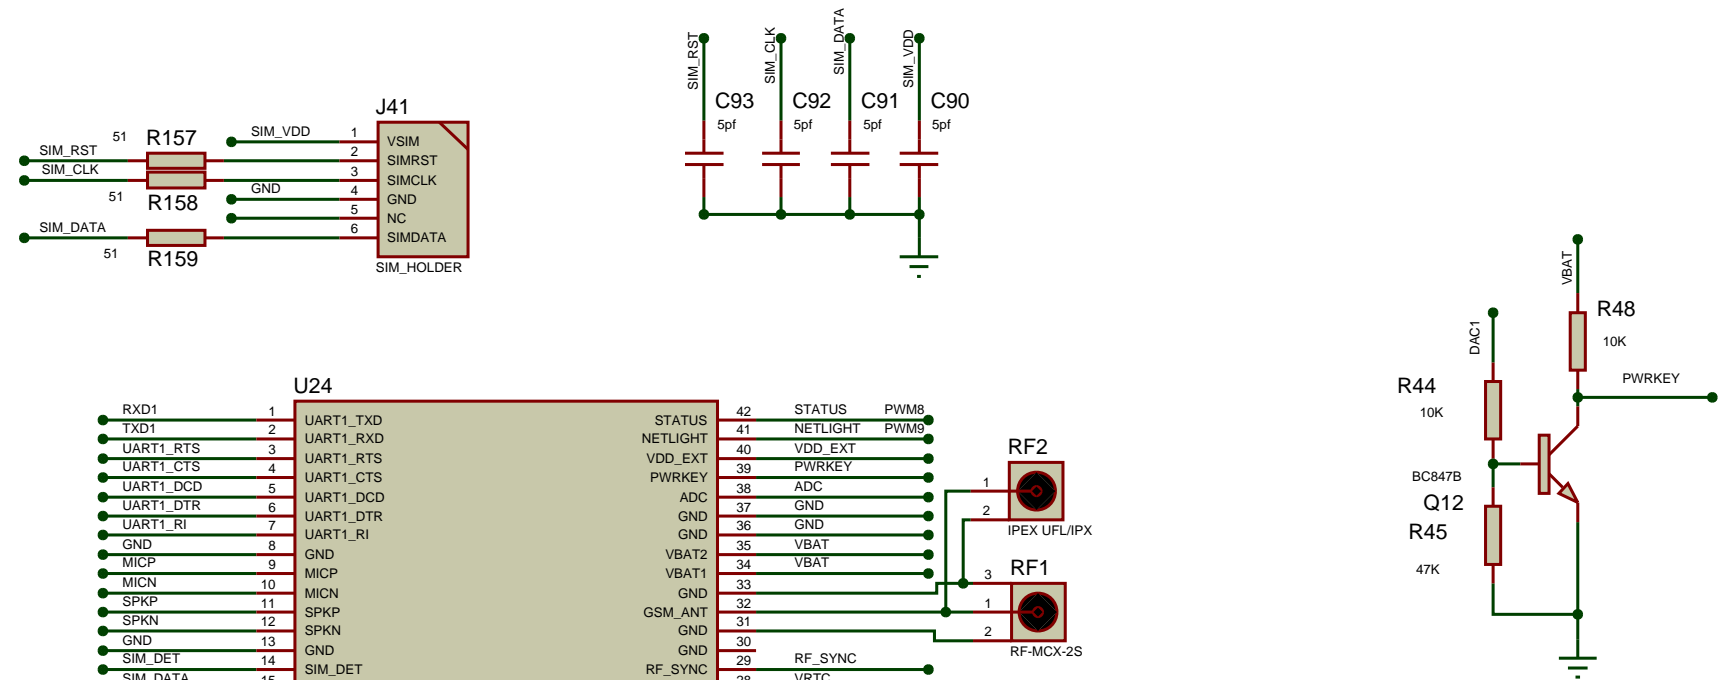 J41
51 R157
SIM_RST
SIM_CLK
51
R158
SIM_DATA
51
R159
SIM_VDD 1 VSIM
2 SIMRST
3 SIMCLK
GND 4 GND
5 NC
6 SIMDATA
SIM_HOLDER
SIM_RST
SIM_CLK
SIM_DATA
SIM_VDD
C93 C92 C91 C90
5pf 5pf 5pf 5pf
U24
RXD1 1 UART1_TXD STATUS 42 STATUS PWM8
TXD1 2 UART1_RXD NETLIGHT 41 NETLIGHT PWM9
UART1_RTS 3 UART1_RTS VDD_EXT 40 VDD_EXT
UART1_CTS 4 UART1_CTS PWRKEY 39 PWRKEY
UART1_DCD 5 UART1_DCD ADC 38 ADC
UART1_DTR 6 UART1_DTR GND 37 GND
UART1_RI 7 UART1_RI GND 36 GND
GND 8 GND VBAT2 35 VBAT
MICP 9 MICP VBAT1 34 VBAT
MICN 10 MICN GND 33
SPKP 11 SPKP GSM_ANT 32
SPKN 12 SPKN GND 31
GND 13 GND GND 30
SIM_DET 14 SIM_DET RF_SYNC 29 RF_SYNC
SIM_DATA 15 28 VRTC
RF2
1
2
IPEX UFL/IPX
RF1
3
1
2
RF-MCX-2S
VBAT
R48
10K
DAC1
PWRKEY
R44
10K
BC847B
Q12
R45
47K